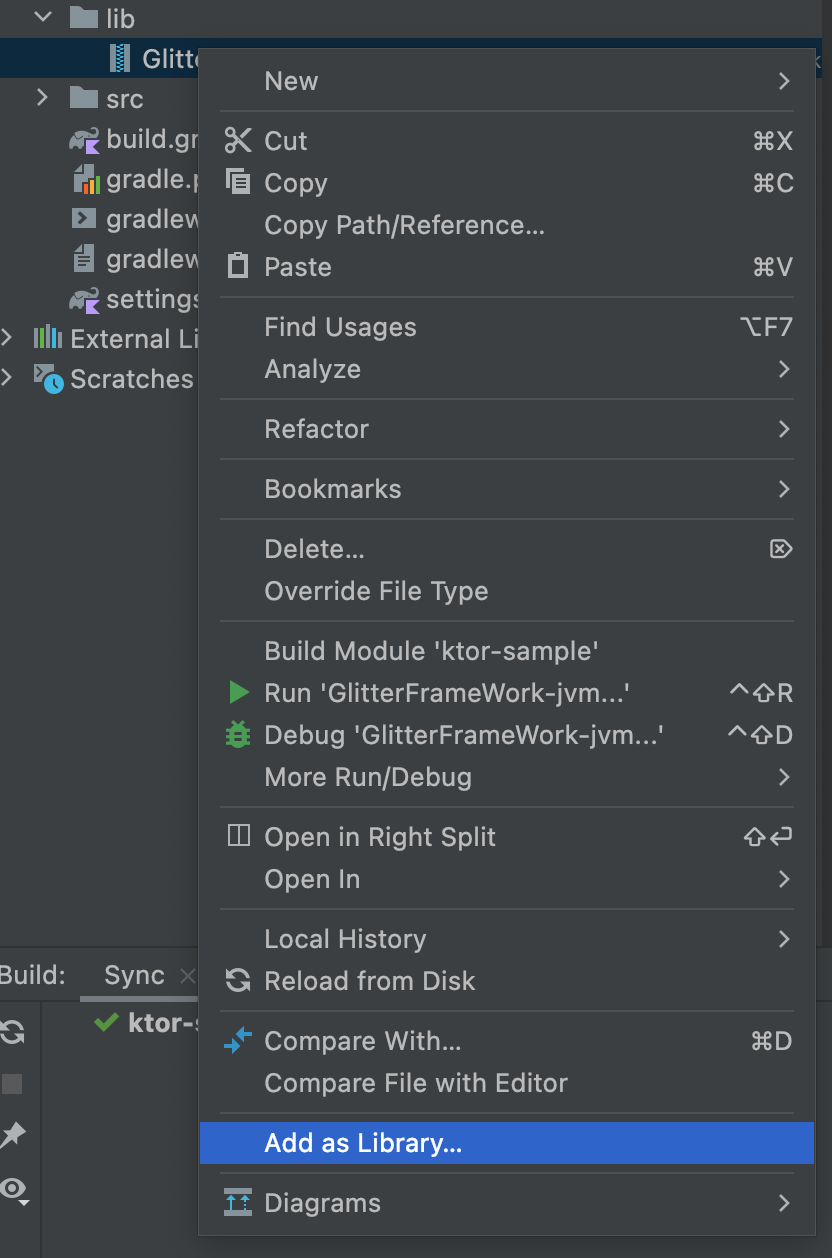 lib
Glitte
New
src
Cut ⌘X
build.gr
Copy ⌘C
gradle.p
Copy Path/Reference...
gradlew
Paste ⌘V
gradlew
settings
Find Usages ⌥F7
External Li
Analyze
Scratches
Refactor
Bookmarks
Delete...
Override File Type
Build Module 'ktor-sample'
Run 'GlitterFrameWork-jvm...' ^⇧R
Debug 'GlitterFrameWork-jvm...' ^⇧D
More Run/Debug
Open in Right Split ⇧↩
Open In
Local History
Build: Sync
Reload from Disk
ktor-s
Compare With... ⌘D
Compare File with Editor
Add as Library...
Diagrams